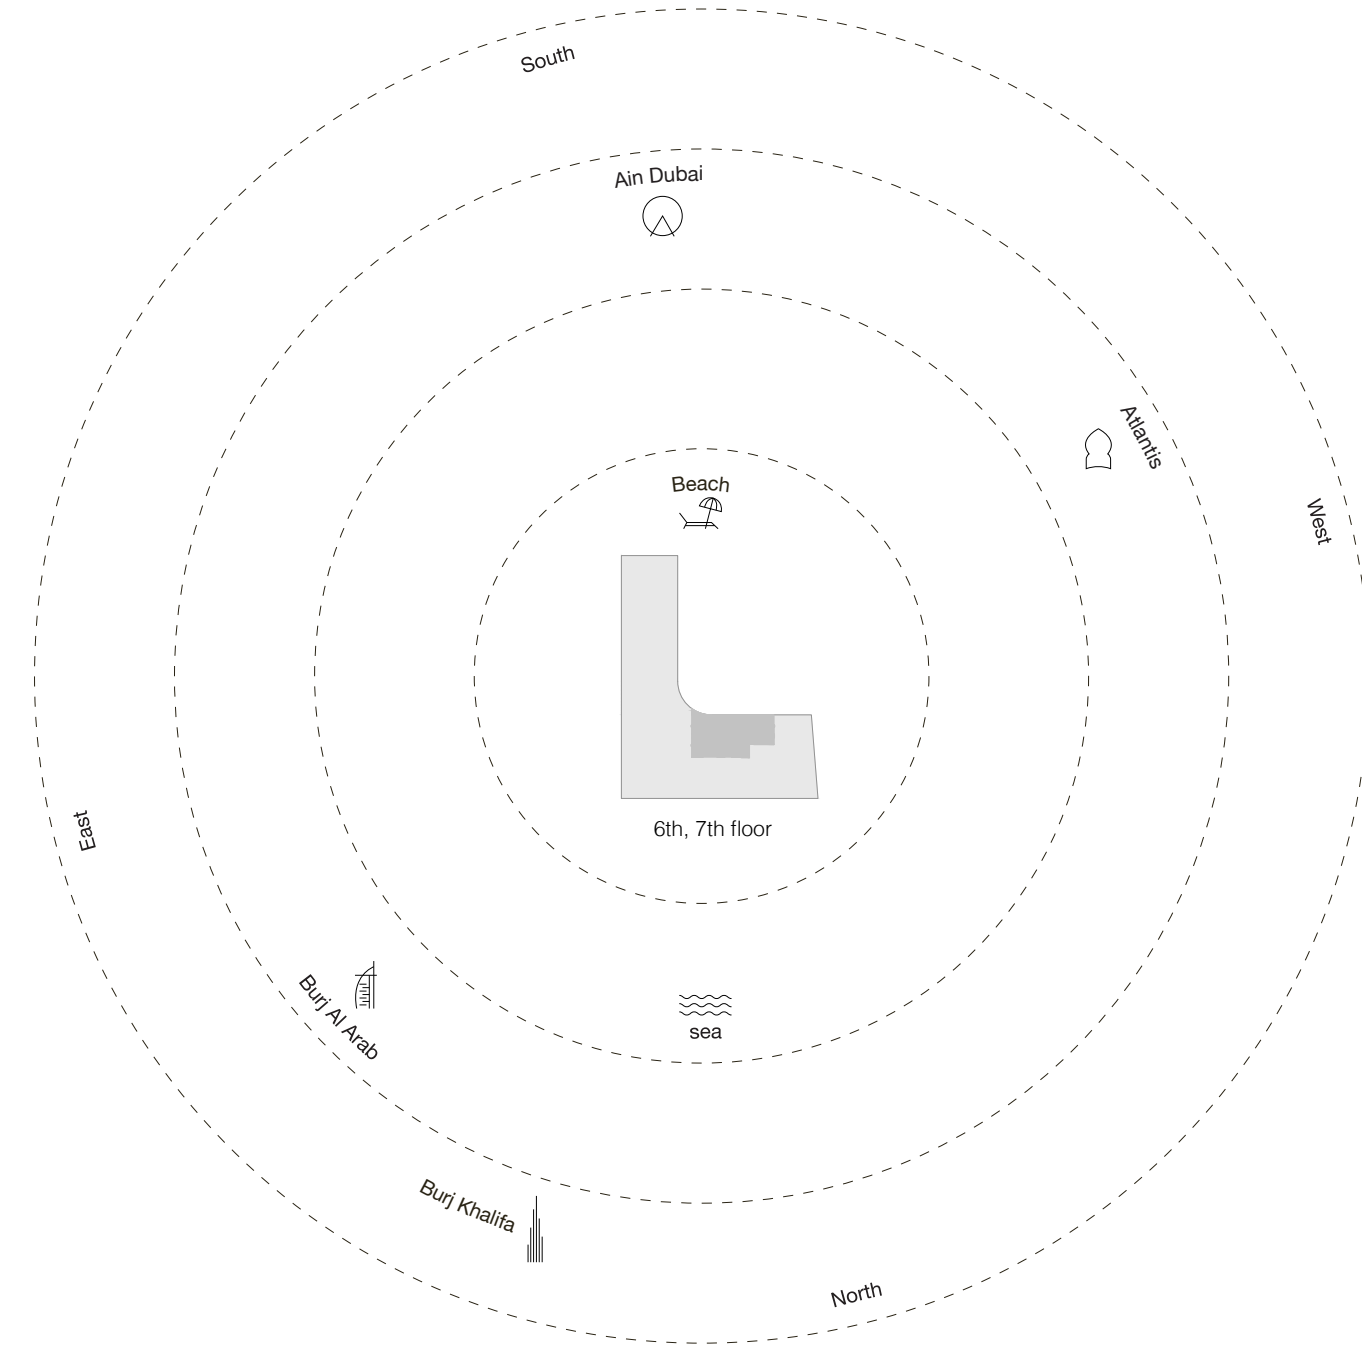 South
Ain Dubai
Atlantis
Beach
West
East
6th, 7th floor
Burj Al Arab
sea
Burj Khalifa
North